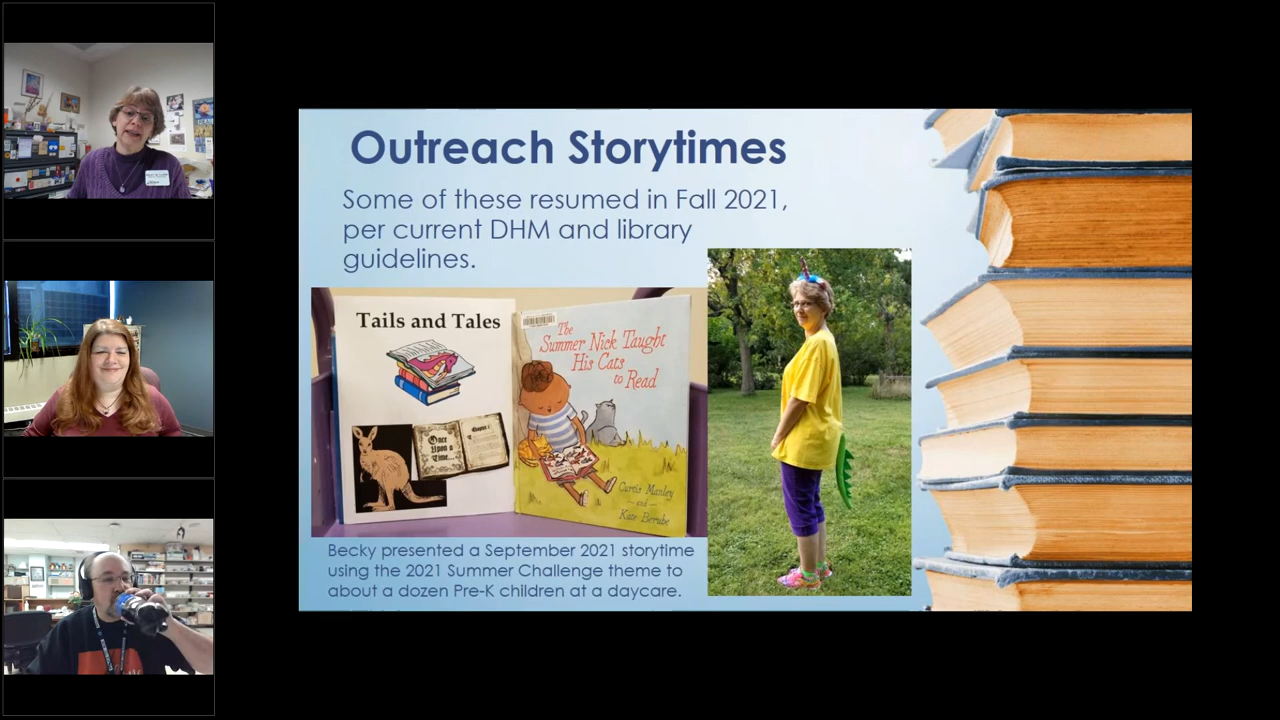 Outreach Storytimes
Some of these resumed in Fall 2021,
per current DHM and library
guidelines.
Tails and Tales
Once
Upon a
Time...
Chapter 1
The
Summer Nick Taught
His Cats
to Read
Curtis Manley
and
Kate Berube
Becky presented a September 2021 storytime
using the 2021 Summer Challenge theme to
about a dozen Pre-K children at a daycare.